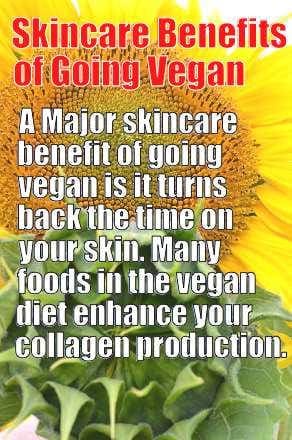 Skincare Benefits
of Going Vegan
A Major skincare
benefit of going
vegan is it turns
back the time on
your skin. Many
foods in the vegan
diet enhance your
collagen production.